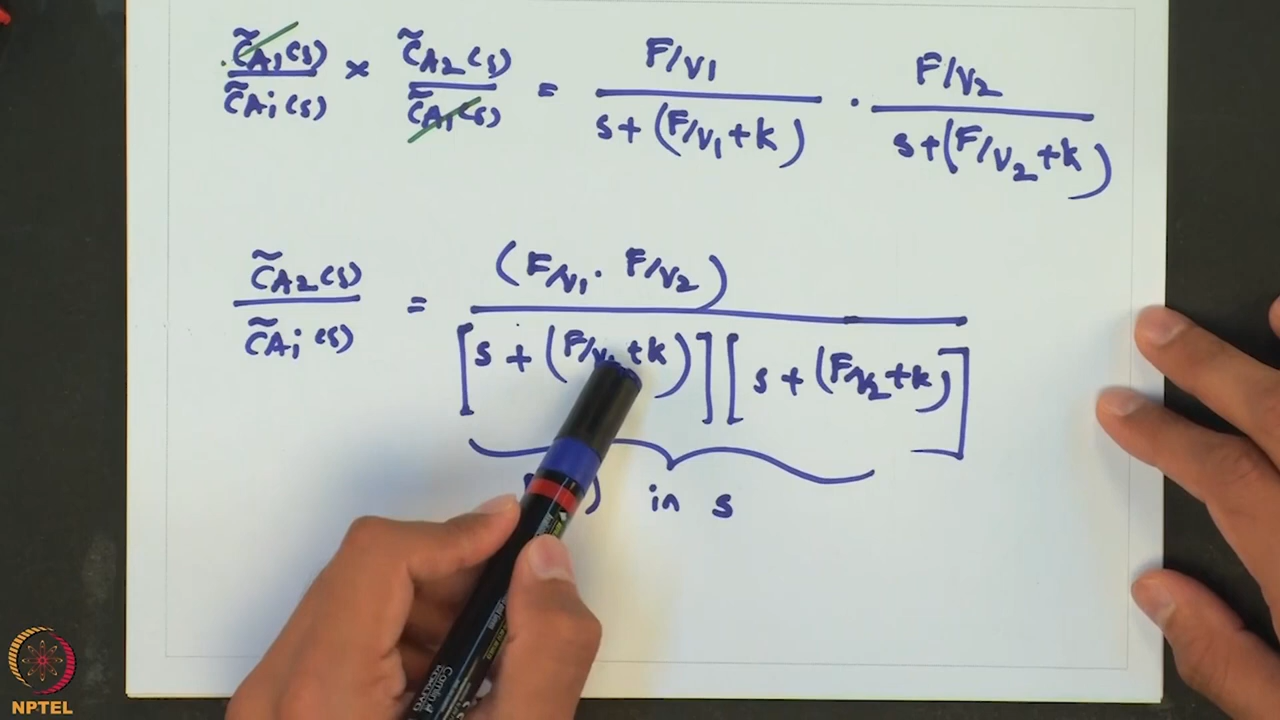 C̃A1(s)/C̃Ai(s) × C̃A2(s)/C̃A1(s) = F/V1 / s+(F/V1+k) · F/V2 / s+(F/V2+k)
C̃A2(s)/C̃Ai(s) = (F/V1 · F/V2) / [s+(F/V1+k)][s+(F/V2+k)]
) in s
NPTEL